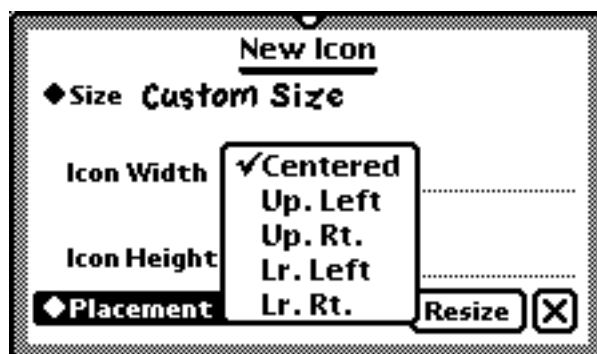 New Icon
Size Custom Size
Icon Width
✓Centered
Up. Left
Up. Rt.
Icon Height
Lr. Left
Placement
Lr. Rt.
Resize